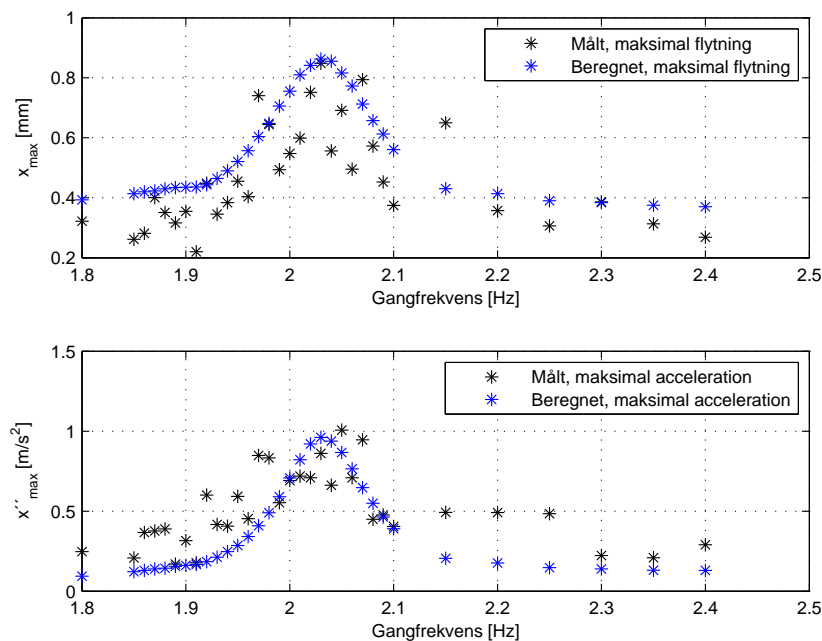 1
0.8
0.6
0.4
0.2
x_max [mm]
Målt, maksimal flytning
Beregnet, maksimal flytning
1.8 1.9 2 2.1 2.2 2.3 2.4 2.5
Gangfrekvens [Hz]
1.5
1
0.5
0
x´´_max [m/s²]
Målt, maksimal acceleration
Beregnet, maksimal acceleration
1.8 1.9 2 2.1 2.2 2.3 2.4 2.5
Gangfrekvens [Hz]